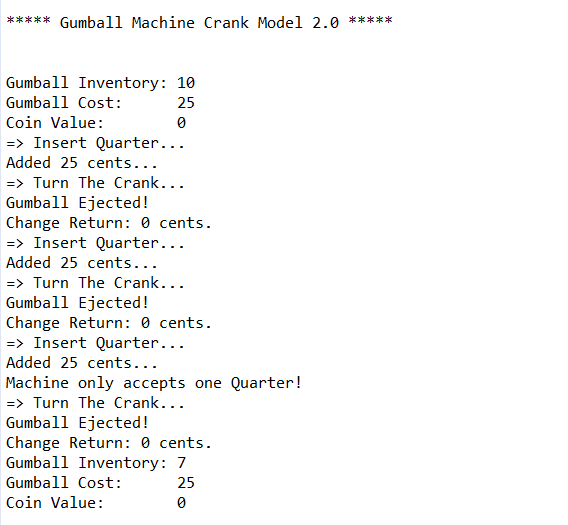 ***** Gumball Machine Crank Model 2.0 *****
Gumball Inventory: 10
Gumball Cost:      25
Coin Value:        0
=> Insert Quarter...
Added 25 cents...
=> Turn The Crank...
Gumball Ejected!
Change Return: 0 cents.
=> Insert Quarter...
Added 25 cents...
=> Turn The Crank...
Gumball Ejected!
Change Return: 0 cents.
=> Insert Quarter...
Added 25 cents...
Machine only accepts one Quarter!
=> Turn The Crank...
Gumball Ejected!
Change Return: 0 cents.
Gumball Inventory: 7
Gumball Cost:      25
Coin Value:        0